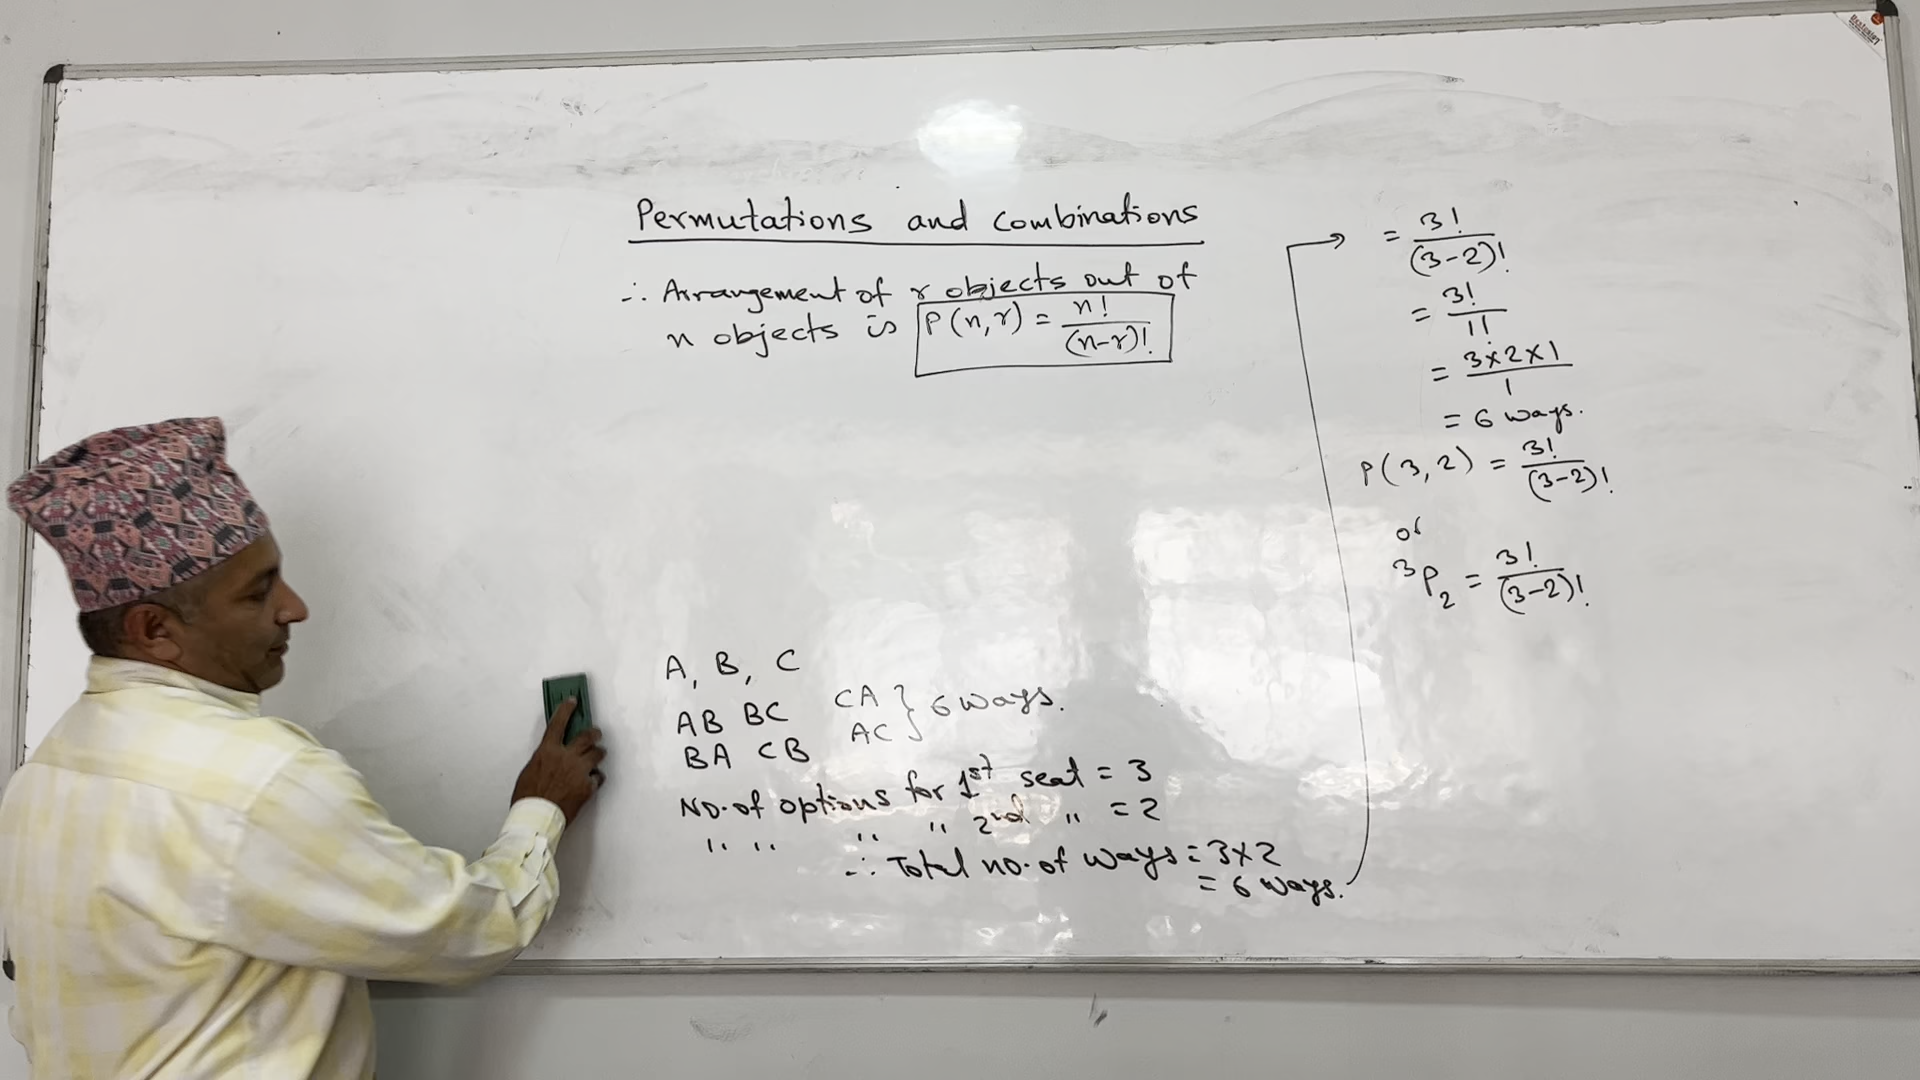 Permutations and Combinations
∴ Arrangement of r objects out of
n objects is P(n,r) = n!/(n-r)!
A, B, C
AB BC CA } 6 ways.
BA CB AC
No. of options for 1st seat = 3
" " " " 2nd " = 2
∴ Total no. of ways = 3×2
= 6 ways.
= 3!/(3-2)!
= 3!/1!
= 3×2×1/1
= 6 ways.
P(3,2) = 3!/(3-2)!
or
³P₂ = 3!/(3-2)!